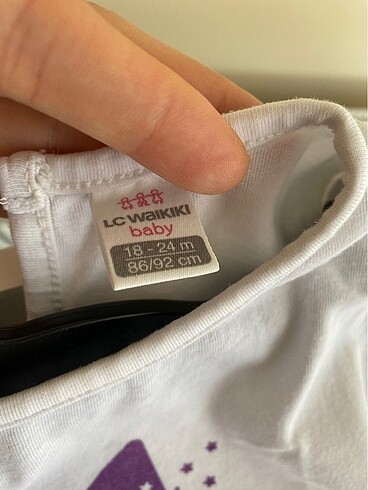 LC WAIKIKI
baby
18 - 24 m
86/92 cm